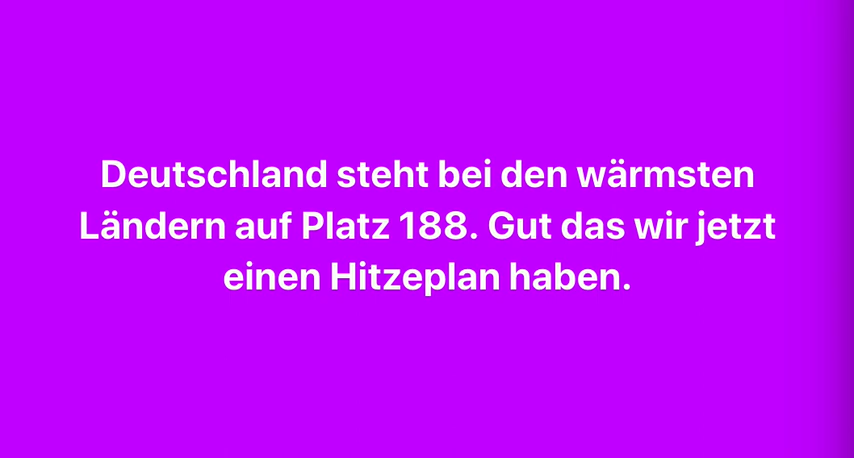 Deutschland steht bei den wärmsten
Ländern auf Platz 188. Gut das wir jetzt
einen Hitzeplan haben.